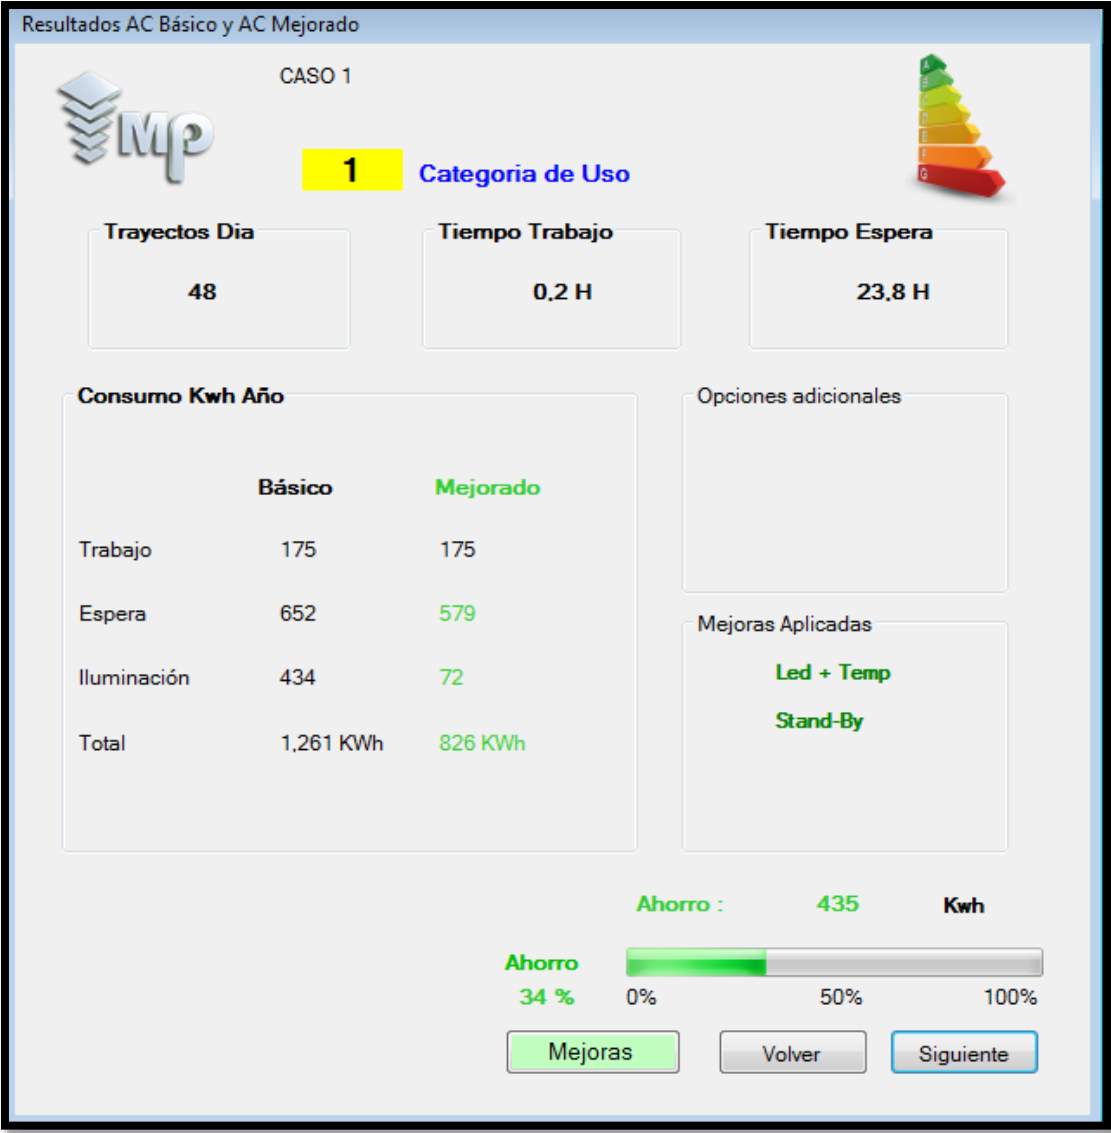 Resultados AC Básico y AC Mejorado
CASO 1
Mp
A
B
C
D
E
F
G
1 Categoria de Uso
Trayectos Dia Tiempo Trabajo Tiempo Espera
48 0,2 H 23,8 H
Consumo Kwh Año Opciones adicionales
Básico Mejorado
Trabajo 175 175
Espera 652 579
Mejoras Aplicadas
Led + Temp
Iluminación 434 72
Stand-By
Total 1,261 KWh 826 KWh
Ahorro : 435 Kwh
Ahorro
34 % 0% 50% 100%
Mejoras Volver Siguiente